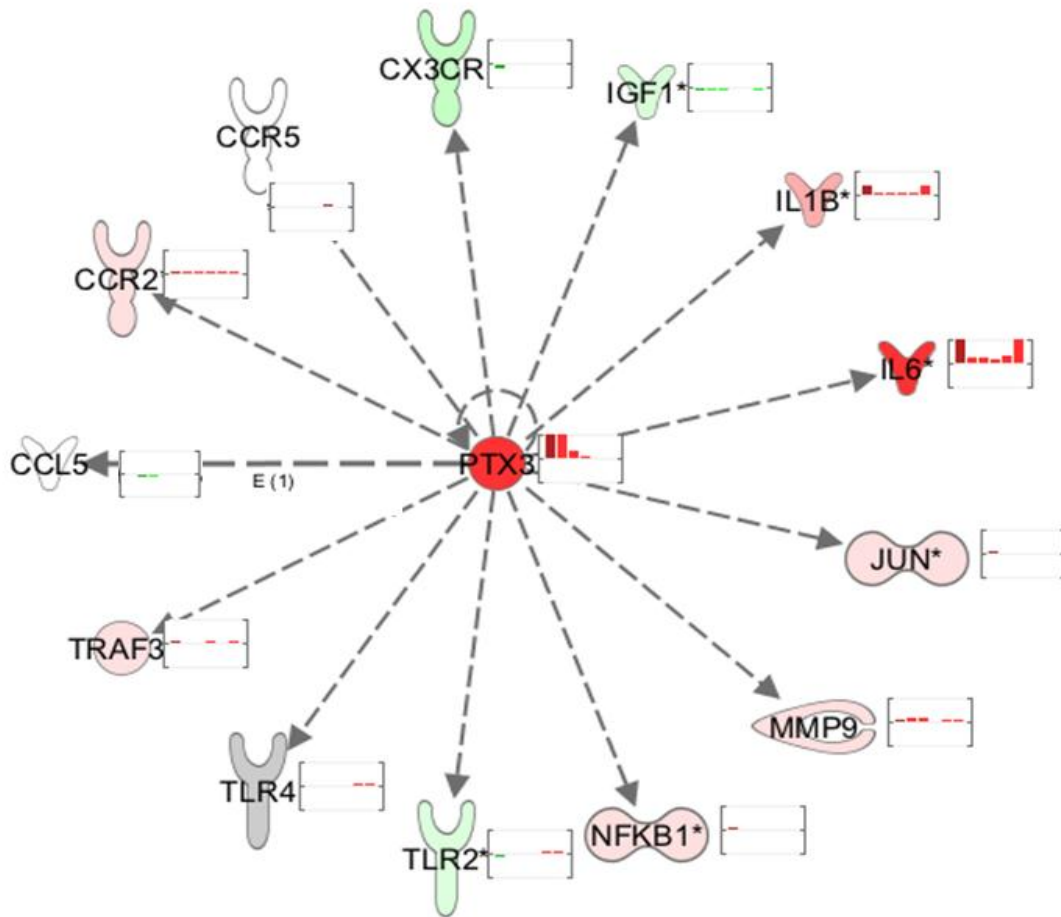 CX3CR
IGF1*
CCR5
IL1B*
CCR2
IL6*
CCL5
E (1)
PTX3
JUN*
TRAF3
MMP9
TLR4
NFKB1*
TLR2*